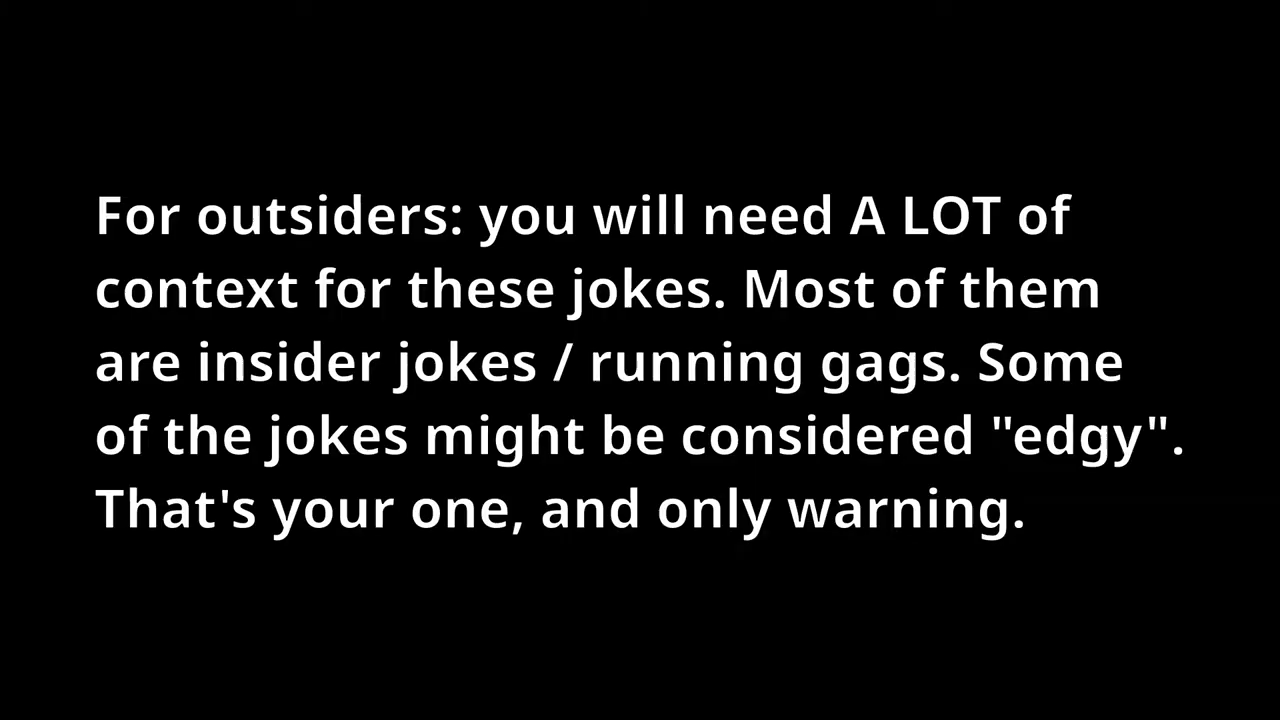 For outsiders: you will need A LOT of
context for these jokes. Most of them
are insider jokes / running gags. Some
of the jokes might be considered "edgy".
That's your one, and only warning.